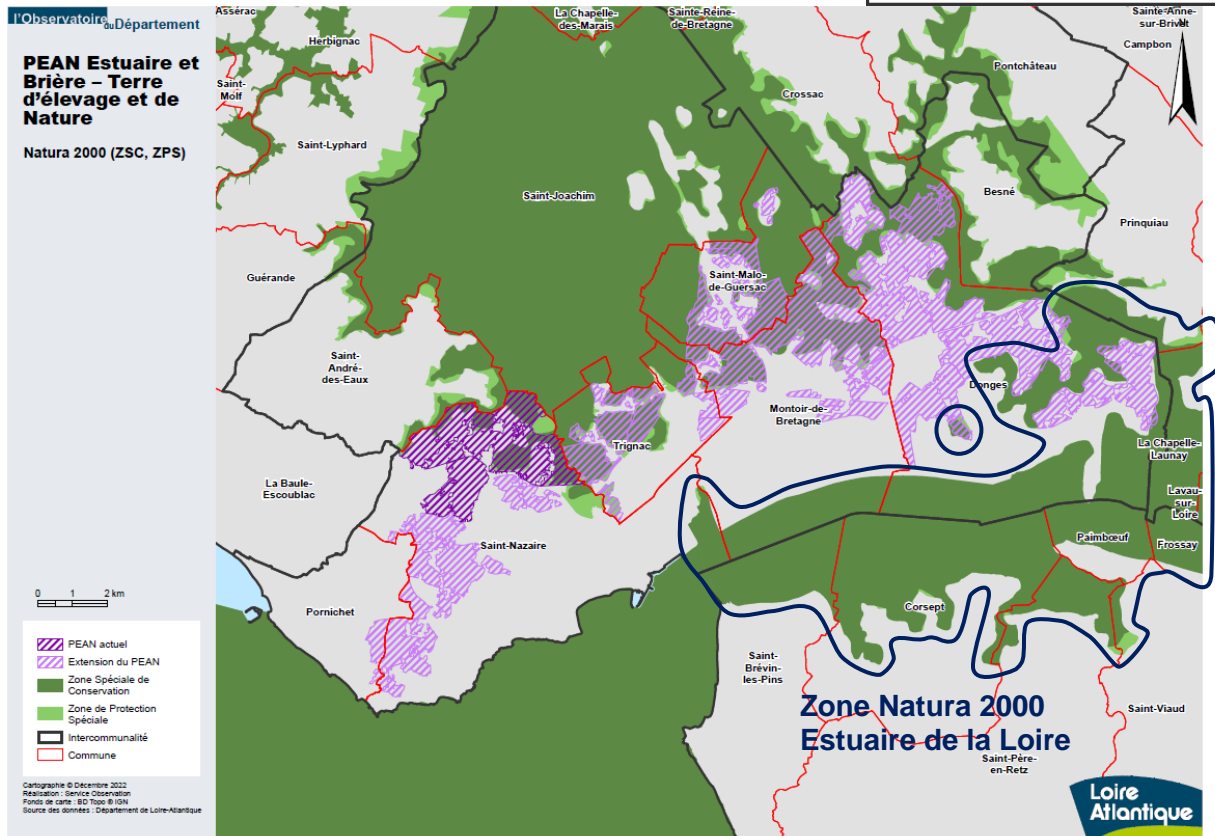 l'Observatoire du Département
PEAN Estuaire et
Brière – Terre
d'élevage et de
Nature
Natura 2000 (ZSC, ZPS)
0 1 2 km
PEAN actuel
Extension du PEAN
Zone Spéciale de
Conservation
Zone de Protection
Spéciale
Intercommunalité
Commune
Cartographie © Décembre 2022
Réalisation : Service Observation
Fonds de carte : BD Topo ® IGN
Source des données : Département de Loire-Atlantique
Assérac
La Chapelle-
des-Marais
Sainte-Reine-
de-Bretagne
Sainte-Anne-
sur-Brivet
N
Campbon
Herbignac
Pontchâteau
Saint-
Molf
Crossac
Saint-Lyphard
Saint-Joachim
Besné
Prinquiau
Guérande
Saint-Malo-
de-Guersac
Saint-
André-
des-Eaux
Donges
Montoir-de-
Bretagne
Trignac
La Chapelle-
Launay
La Baule-
Escoublac
Lavau-
sur-
Loire
Saint-Nazaire
Paimbœuf
Frossay
Pornichet
Corsept
Saint-
Brévin-
les-Pins
Zone Natura 2000
Estuaire de la Loire
Saint-Viaud
Saint-Père-
en-Retz
Loire
Atlantique